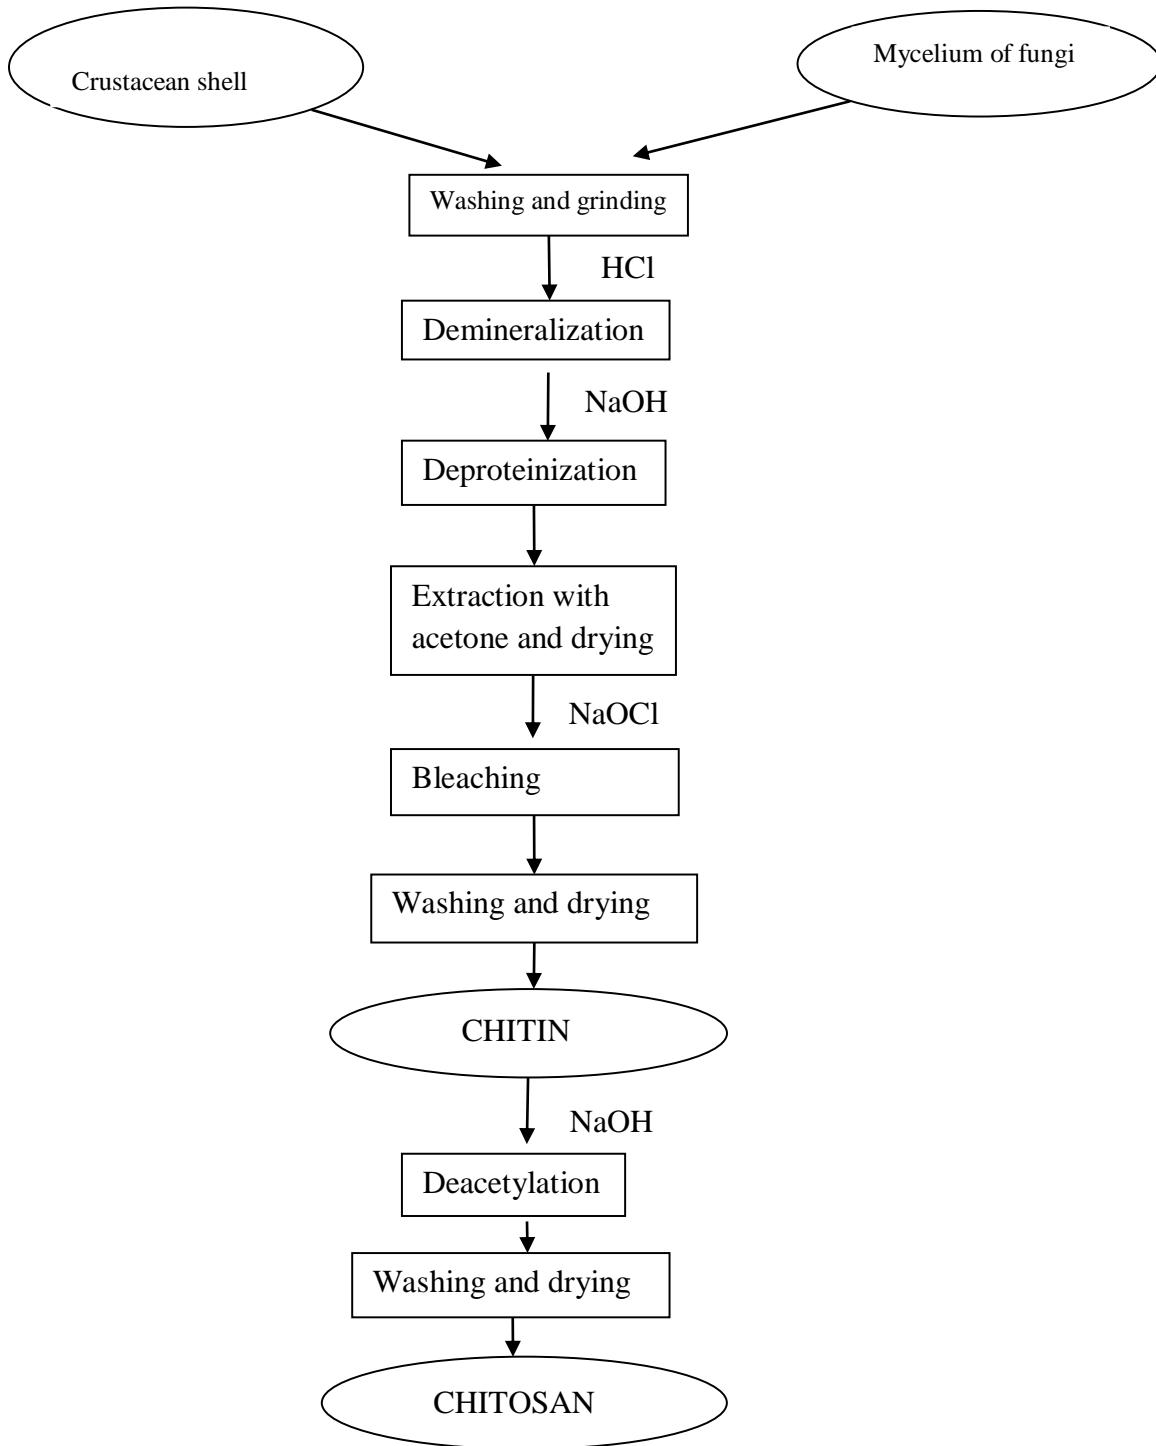 Crustacean shell
Mycelium of fungi
Washing and grinding
HCl
Demineralization
NaOH
Deproteinization
Extraction with
acetone and drying
NaOCl
Bleaching
Washing and drying
CHITIN
NaOH
Deacetylation
Washing and drying
CHITOSAN